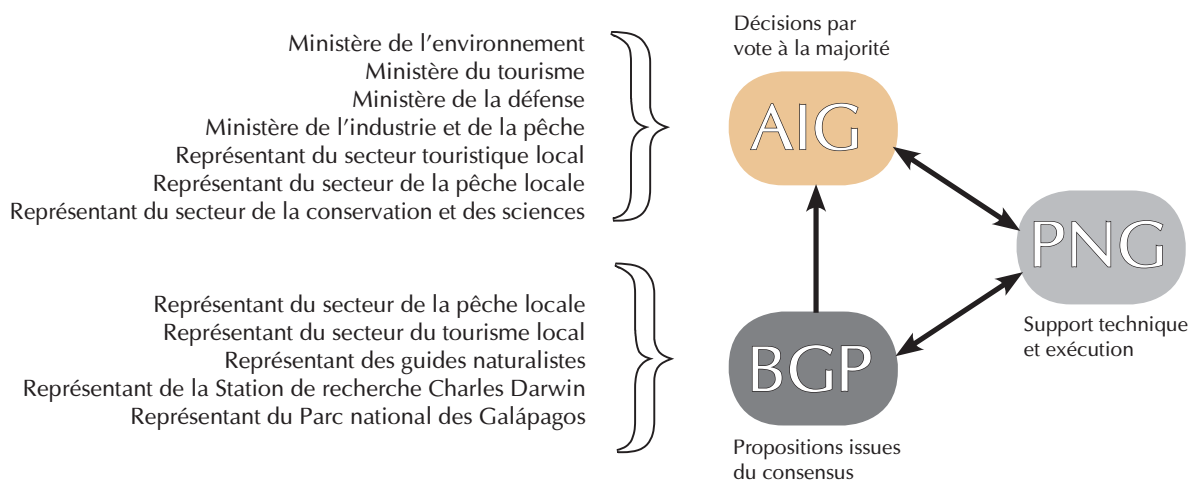 Ministère de l'environnement
Ministère du tourisme
Ministère de la défense
Ministère de l'industrie et de la pêche
Représentant du secteur touristique local
Représentant du secteur de la pêche locale
Représentant du secteur de la conservation et des sciences
Décisions par
vote à la majorité
AIG
PNG
Support technique
et exécution
Représentant du secteur de la pêche locale
Représentant du secteur du tourisme local
Représentant des guides naturalistes
Représentant de la Station de recherche Charles Darwin
Représentant du Parc national des Galápagos
BGP
Propositions issues
du consensus